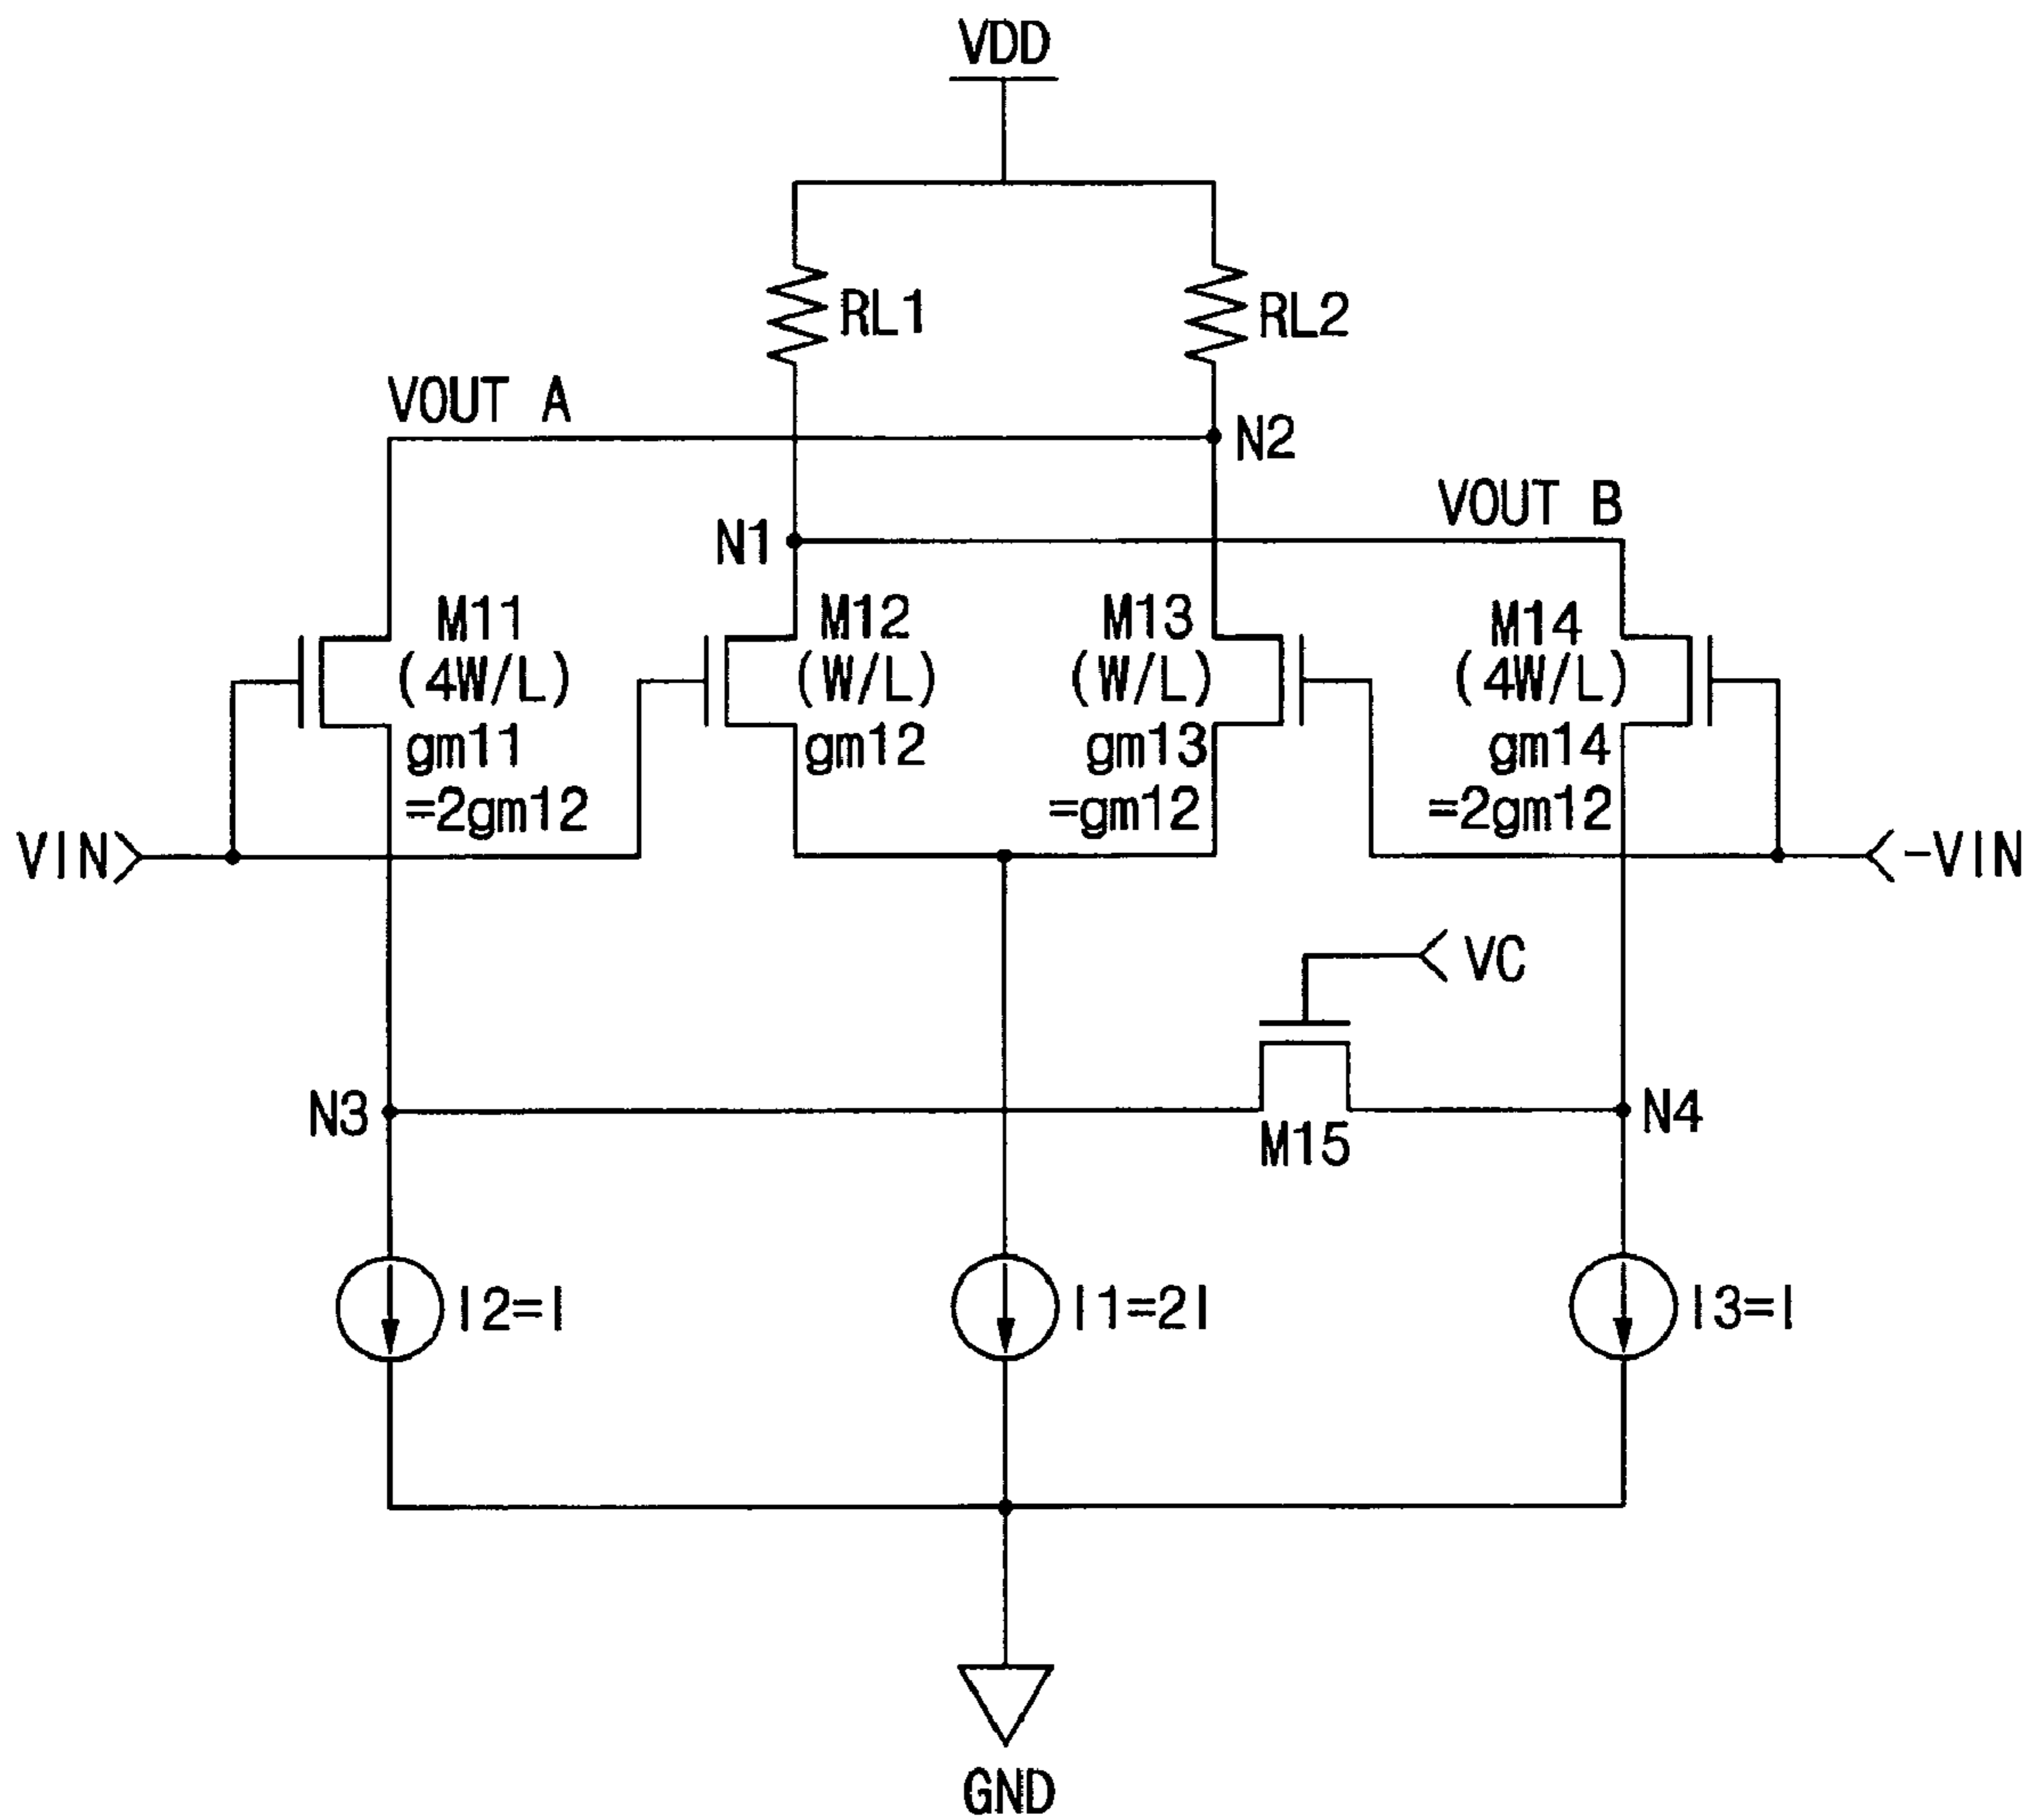 VDD
RL1
RL2
VOUT A
N2
VOUT B
N1
M11
(4W/L)
gm11
=2gm12
M12
(W/L)
gm12
M13
(W/L)
gm13
=gm12
M14
(4W/L)
gm14
=2gm12
VIN
-VIN
VC
N3
M15
N4
I2=I
I1=2I
I3=I
GND